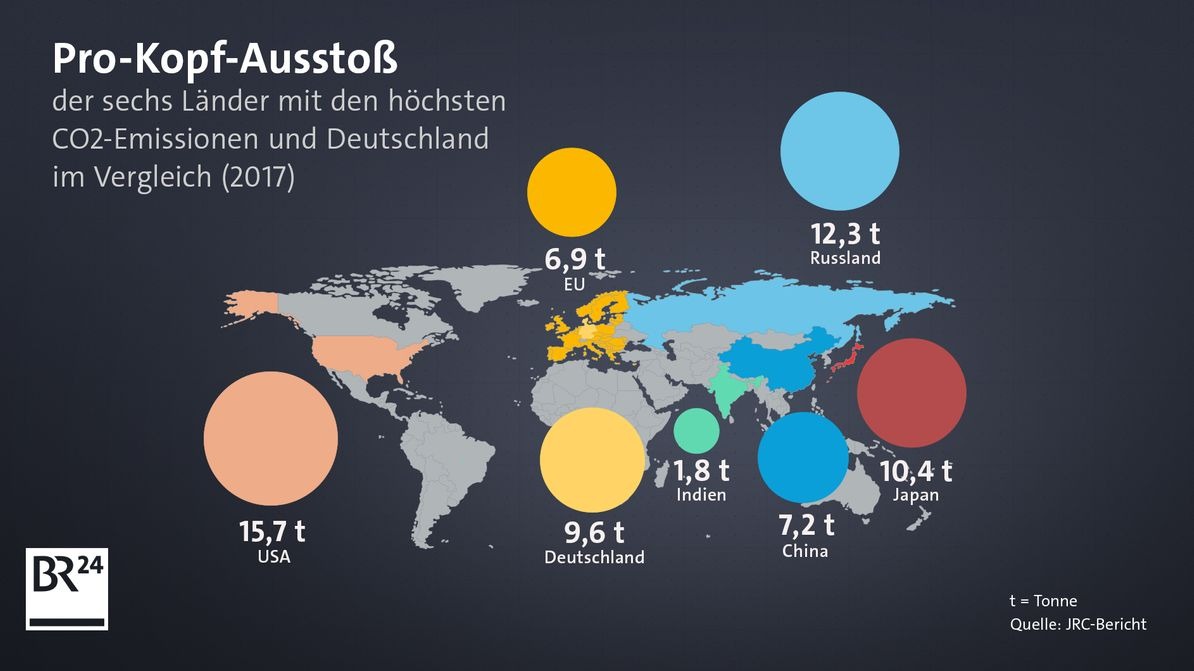 Pro-Kopf-Ausstoß
der sechs Länder mit den höchsten
CO2-Emissionen und Deutschland
im Vergleich (2017)
12,3 t
Russland
6,9 t
EU
1,8 t
Indien
10,4 t
Japan
15,7 t
USA
9,6 t
Deutschland
7,2 t
China
BR24
t = Tonne
Quelle: JRC-Bericht